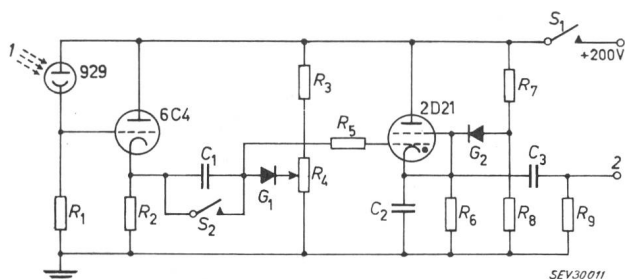 S1
+200V
1
929
6C4
R3
2D21
R7
R5
C1
G2
C3
2
G1
R4
R1
R2
S2
C2
R6
R8
R9
SEV30011